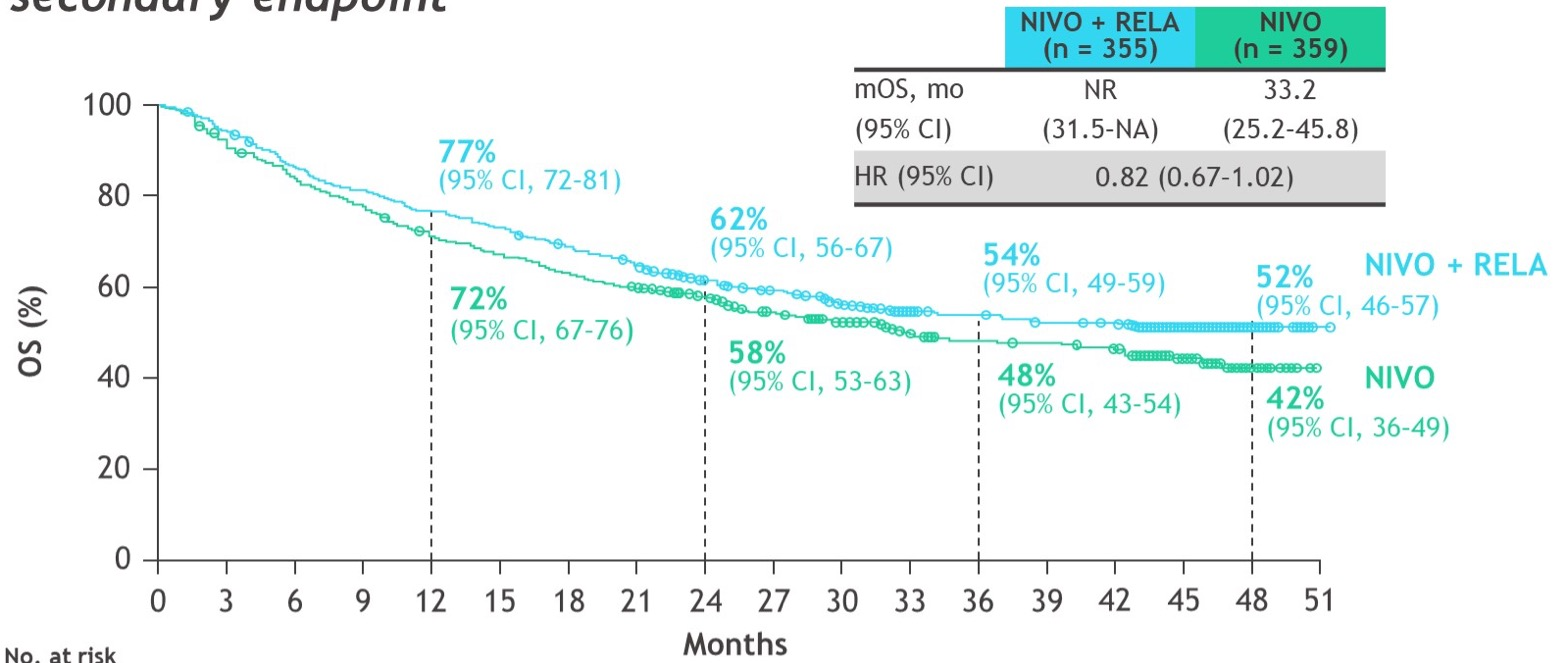 secondary endpoint
NIVO + RELA NIVO
(n = 355) (n = 359)
mOS, mo NR 33.2
(95% CI) (31.5-NA) (25.2-45.8)
HR (95% CI) 0.82 (0.67-1.02)
OS (%)
100
80
60
40
20
0
77%
(95% CI, 72-81)
72%
(95% CI, 67-76)
62%
(95% CI, 56-67)
58%
(95% CI, 53-63)
54%
(95% CI, 49-59)
48%
(95% CI, 43-54)
52%
(95% CI, 46-57)
42%
(95% CI, 36-49)
NIVO + RELA
NIVO
0 3 6 9 12 15 18 21 24 27 30 33 36 39 42 45 48 51
Months
No. at risk